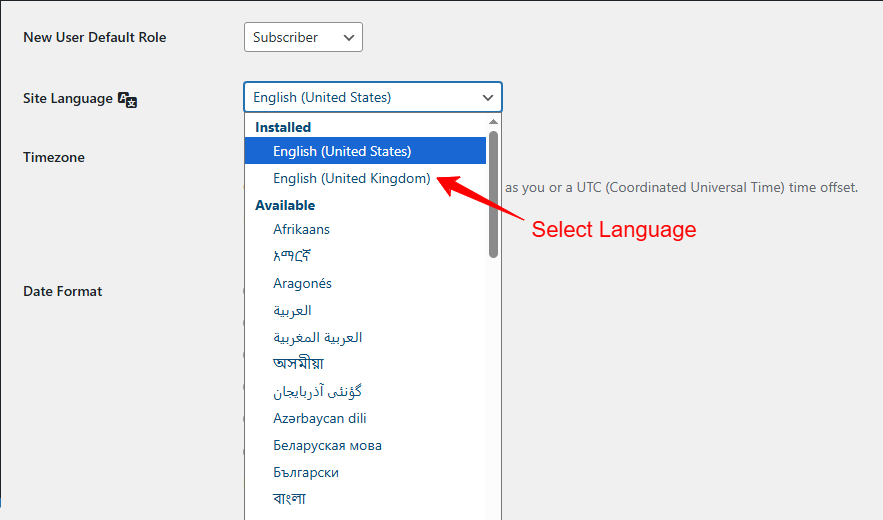 New User Default Role
Subscriber
Site Language
English (United States)
Installed
English (United States)
Timezone
English (United Kingdom)
as you or a UTC (Coordinated Universal Time) time offset.
Available
Select Language
Afrikaans
አማርኛ
Aragonés
Date Format
العربية
العربية المغربية
অসমীয়া
گؤنئی آذربایجان
Azərbaycan dili
Беларуская мова
Български
বাংলা